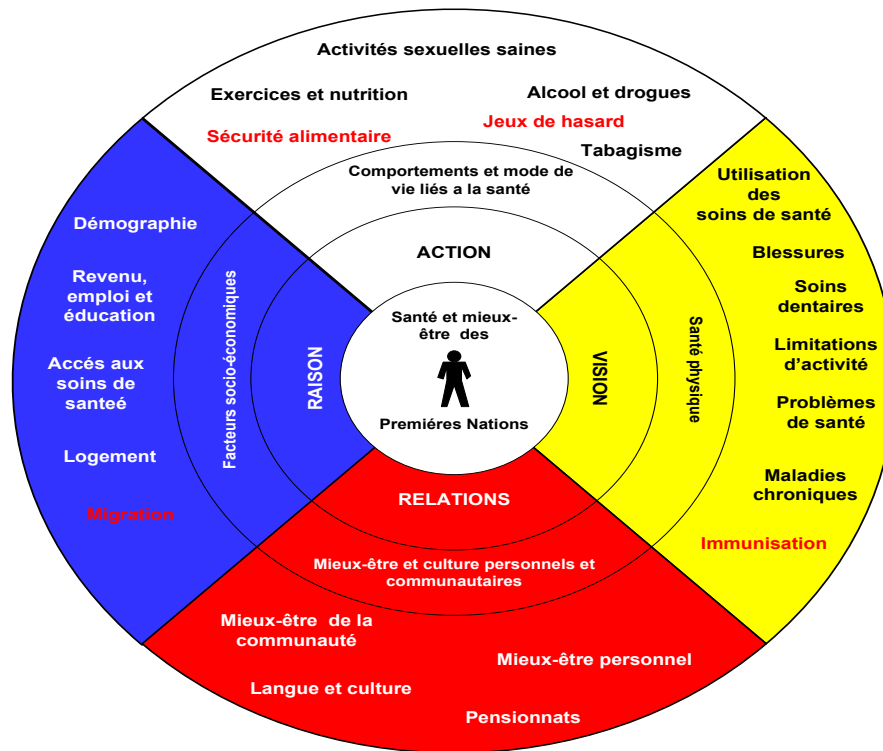 Activités sexuelles saines
Exercices et nutrition
Alcool et drogues
Sécurité alimentaire
Jeux de hasard
Tabagisme
Comportements et mode de
vie liés a la santé
ACTION
Utilisation
des
soins de santé
Blessures
Soins
dentaires
Limitations
d'activité
Problèmes
de santé
Maladies
chroniques
Immunisation
Santé physique
VISION
Démographie
Revenu,
emploi et
éducation
Accés aux
soins de
santeé
Logement
Migration
Facteurs socio-économiques
RAISON
Santé et mieux-
être des
Premiéres Nations
RELATIONS
Mieux-être et culture personnels et
communautaires
Mieux-être de la
communauté
Mieux-être personnel
Langue et culture
Pensionnats